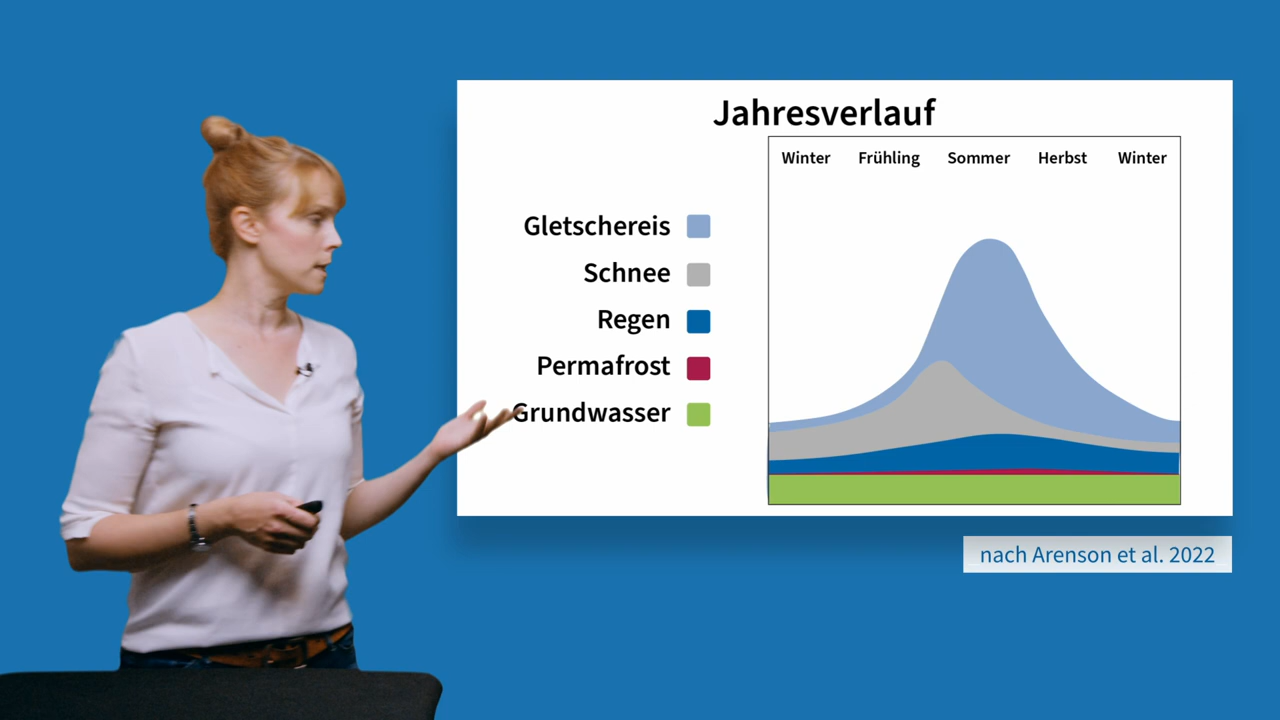 Jahresverlauf
Winter Frühling Sommer Herbst Winter
Gletschereis
Schnee
Regen
Permafrost
Grundwasser
nach Arenson et al. 2022